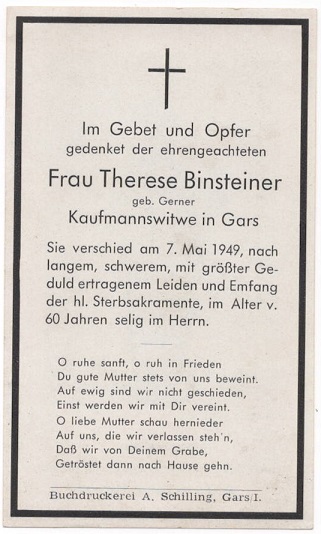 Im Gebet und Opfer
gedenket der ehrengeachteten
Frau Therese Binsteiner
geb. Gerner
Kaufmannswitwe in Gars
Sie verschied am 7. Mai 1949, nach
langem, schwerem, mit größter Ge-
duld ertragenem Leiden und Empfang
der hl. Sterbsakramente, im Alter v.
60 Jahren selig im Herrn.
O ruhe sanft, o ruh in Frieden
Du gute Mutter stets von uns beweint.
Auf ewig sind wir nicht geschieden,
Einst werden wir mit Dir vereint.
O liebe Mutter schau hernieder
Auf uns, die wir verlassen steh'n,
Daß wir von Deinem Grabe,
Getröstet dann nach Hause gehn.
Buchdruckerei A. Schilling, Gars/I.